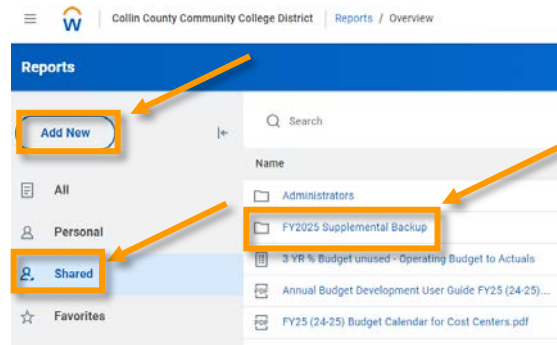 Collin County Community College District Reports / Overview
Reports
Add New
Search
Name
All
Administrators
Personal
FY2025 Supplemental Backup
3 YR % Budget unused - Operating Budget to Actuals
Shared
Annual Budget Development User Guide FY25 (24-25)....
Favorites
FY25 (24-25) Budget Calendar for Cost Centers.pdf